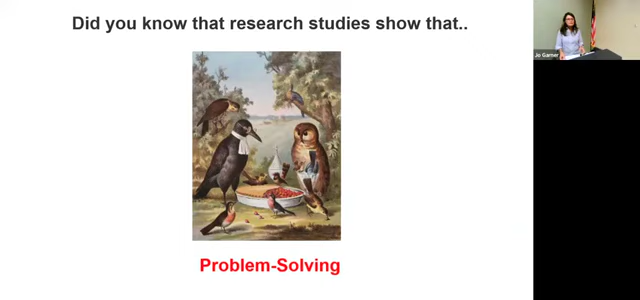 Did you know that research studies show that..
Jo Garner
Problem-Solving